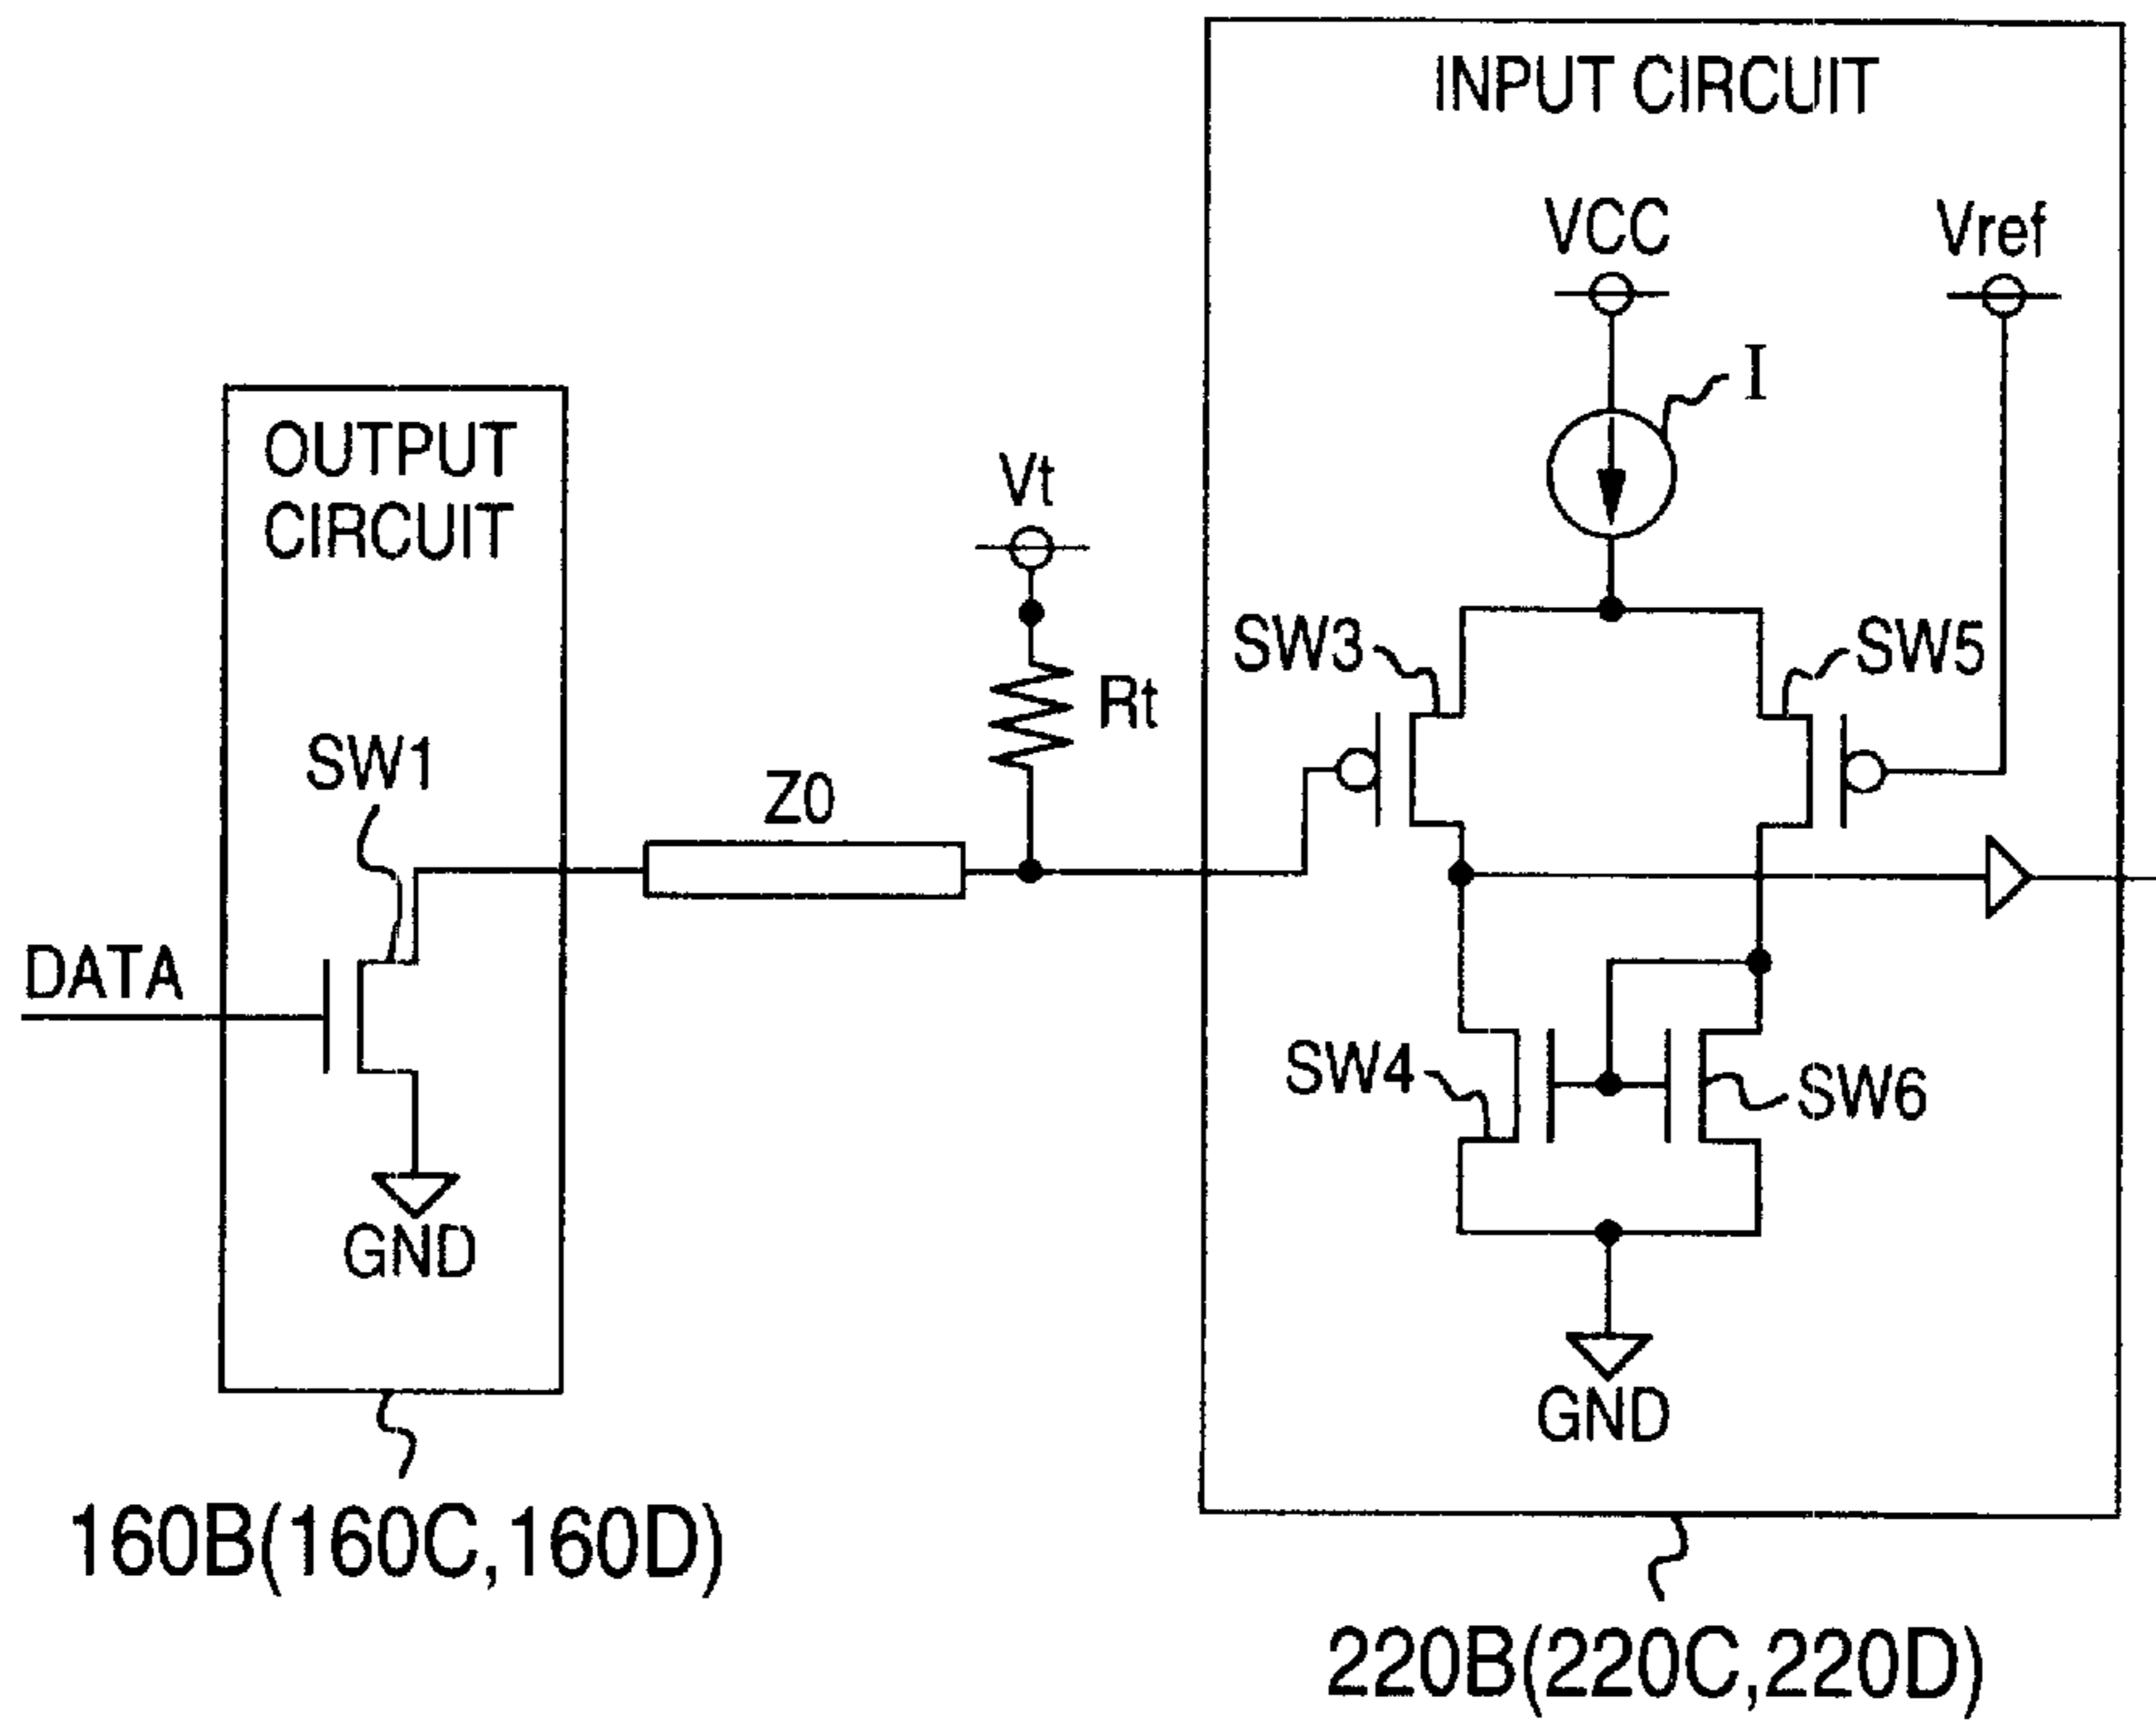 INPUT CIRCUIT
VCC
Vref
I
OUTPUT
CIRCUIT
Vt
SW3
SW5
Rt
SW1
Z0
DATA
SW4
SW6
GND
GND
160B(160C,160D)
220B(220C,220D)